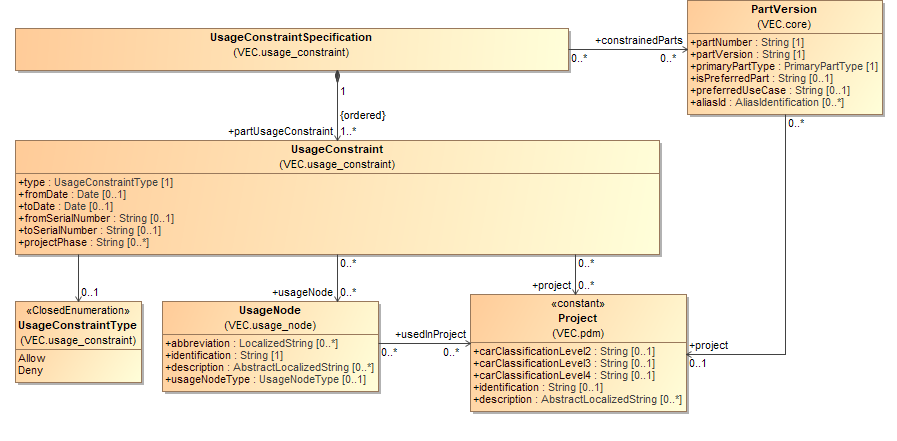 UsageConstraintSpecification
(VEC.usage_constraint)
+constrainedParts
0..*
0..*
PartVersion
(VEC.core)
+partNumber : String [1]
+partVersion : String [1]
+primaryPartType : PrimaryPartType [1]
+isPreferredPart : String [0..1]
+preferredUseCase : String [0..1]
+aliasId : AliasIdentification [0..*]
1
{ordered}
+partUsageConstraint
1..*
0..*
UsageConstraint
(VEC.usage_constraint)
+type : UsageConstraintType [1]
+fromDate : Date [0..1]
+toDate : Date [0..1]
+fromSerialNumber : String [0..1]
+toSerialNumber : String [0..1]
+projectPhase : String [0..*]
0..1
0..*
+usageNode
0..*
0..*
+project
0..*
«ClosedEnumeration»
UsageConstraintType
(VEC.usage_constraint)
Allow
Deny
UsageNode
(VEC.usage_node)
+abbreviation : LocalizedString [0..*]
+identification : String [1]
+description : AbstractLocalizedString [0..*]
+usageNodeType : UsageNodeType [0..1]
+usedInProject
0..*
0..*
«constant»
Project
(VEC.pdm)
+carClassificationLevel2 : String [0..1]
+carClassificationLevel3 : String [0..1]
+carClassificationLevel4 : String [0..1]
+identification : String [0..1]
+description : AbstractLocalizedString [0..*]
+project
0..1